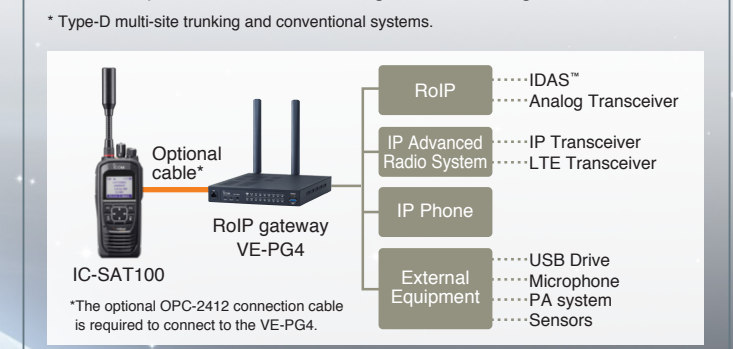 * Type-D multi-site trunking and conventional systems.
RoIP
IDAS™
Analog Transceiver
Optional
cable*
IP Advanced
Radio System
IP Transceiver
LTE Transceiver
RoIP gateway
VE-PG4
IP Phone
IC-SAT100
External
Equipment
USB Drive
Microphone
PA system
Sensors
*The optional OPC-2412 connection cable
is required to connect to the VE-PG4.